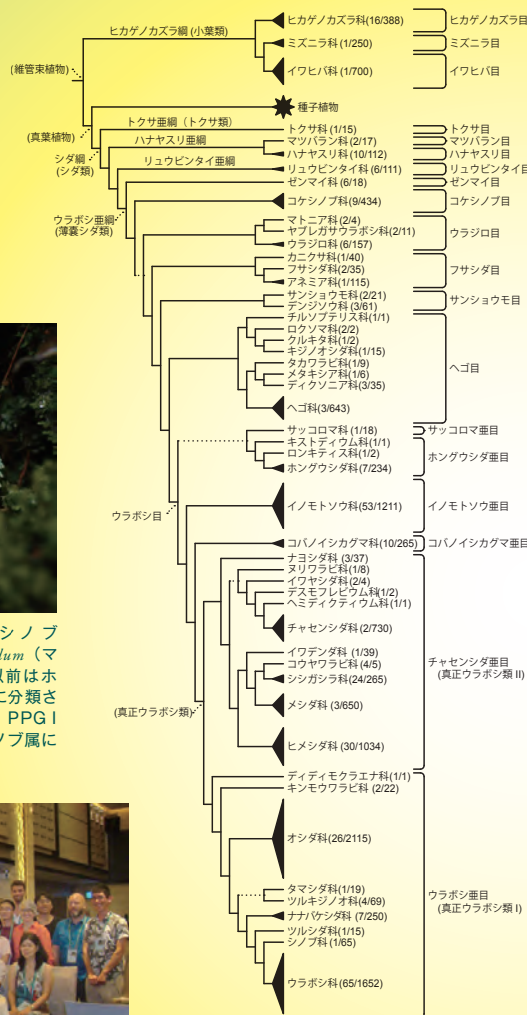 ヒカゲノカズラ綱 (小葉類)
ヒカゲノカズラ科(16/388) ヒカゲノカズラ目
ミズニラ科(1/250) ミズニラ目
イワヒバ科(1/700) イワヒバ目
(維管束植物)
種子植物
(真葉植物)
トクサ亜綱（トクサ類）
トクサ科(1/15) トクサ目
シダ綱
(シダ類)
ハナヤスリ亜綱
マツバラン科(2/17) マツバラン目
ハナヤスリ科(10/112) ハナヤスリ目
リュウビンタイ亜綱
リュウビンタイ科(6/111) リュウビンタイ目
ゼンマイ科(6/18) ゼンマイ目
ウラボシ亜綱
(薄嚢シダ類)
コケシノブ科(9/434) コケシノブ目
マトニア科(2/4)
ヤブレガサウラボシ科(2/11) ウラジロ目
ウラジロ科(6/157)
カニクサ科(1/40)
フサシダ科(2/35) フサシダ目
アネミア科(1/115)
サンショウモ科(2/21) サンショウモ目
デンジソウ科(3/61)
チルソプテリス科(1/1)
ロクソマ科(2/2)
クルキタ科(1/2)
キジノオシダ科(1/15)
タカワラビ科(1/9) ヘゴ目
メタキシア科(1/6)
ディクソニア科(3/35)
ヘゴ科(3/643)
サッコロマ科(1/18) サッコロマ亜目
キストディウム科(1/1)
ロンキティス科(1/2) ホングウシダ亜目
ホングウシダ科(7/234)
ウラボシ目
イノモトソウ科(53/1211) イノモトソウ亜目
コバノイシカグマ科(10/265) コバノイシカグマ亜目
ナヨシダ科(3/37)
ヌリワラビ科(1/8)
イワヤシダ科(2/4)
デスモフレビウム科(1/2)
ヘミディクティウム科(1/1)
チャセンシダ科(2/730)
イワデンダ科(1/39)
コウヤワラビ科(4/5)
シシガシラ科(24/265)
チャセンシダ亜目
(真正ウラボシ類 II)
メシダ科(3/650)
(真正ウラボシ類)
ヒメシダ科(30/1034)
ディディモクラエナ科(1/1)
キンモウワラビ科 (2/22)
オシダ科(26/2115)
タマシダ科(1/19)
ツルキジノオ科(4/69)
ウラボシ亜目
(真正ウラボシ類 I)
ナナバケシダ科 (7/250)
ツルシダ科(1/15)
シノブ科(1/65)
ウラボシ科(65/1652)
シノブ
lum（マ
以前はホ
に分類さ
PPG I
ノブ属に